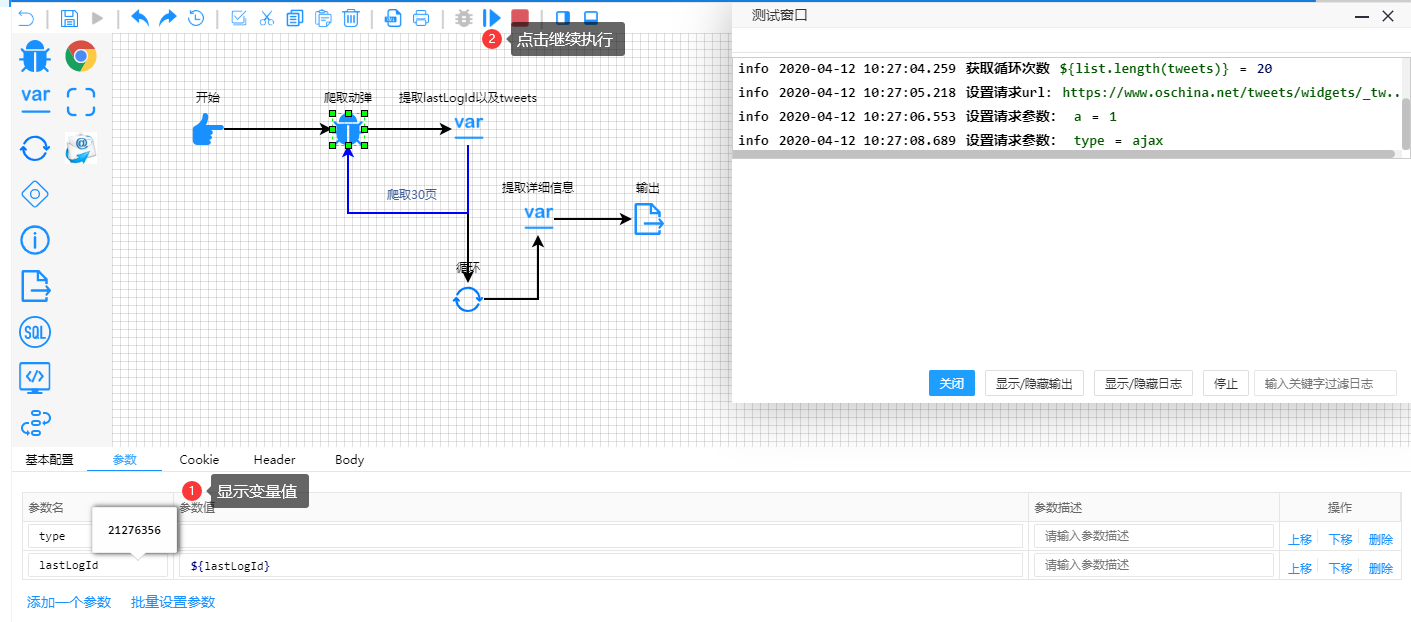 测试窗口
2 点击继续执行
info 2020-04-12 10:27:04.259 获取循环次数 ${list.length(tweets)} = 20
info 2020-04-12 10:27:05.218 设置请求url: https://www.oschina.net/tweets/widgets/_tw...
info 2020-04-12 10:27:06.553 设置请求参数: a = 1
info 2020-04-12 10:27:08.689 设置请求参数: type = ajax
var
SQL
开始
爬取动弹
提取lastLogId以及tweets
var
爬取30页
提取详细信息
var
输出
循环
关闭
显示/隐藏输出
显示/隐藏日志
停止
输入关键字过滤日志
基本配置
参数
Cookie
Header
Body
1 显示变量值
参数名
参数值
参数描述
操作
21276356
type
请输入参数描述
上移
下移
删除
lastLogId
${lastLogId}
请输入参数描述
上移
下移
删除
添加一个参数
批量设置参数